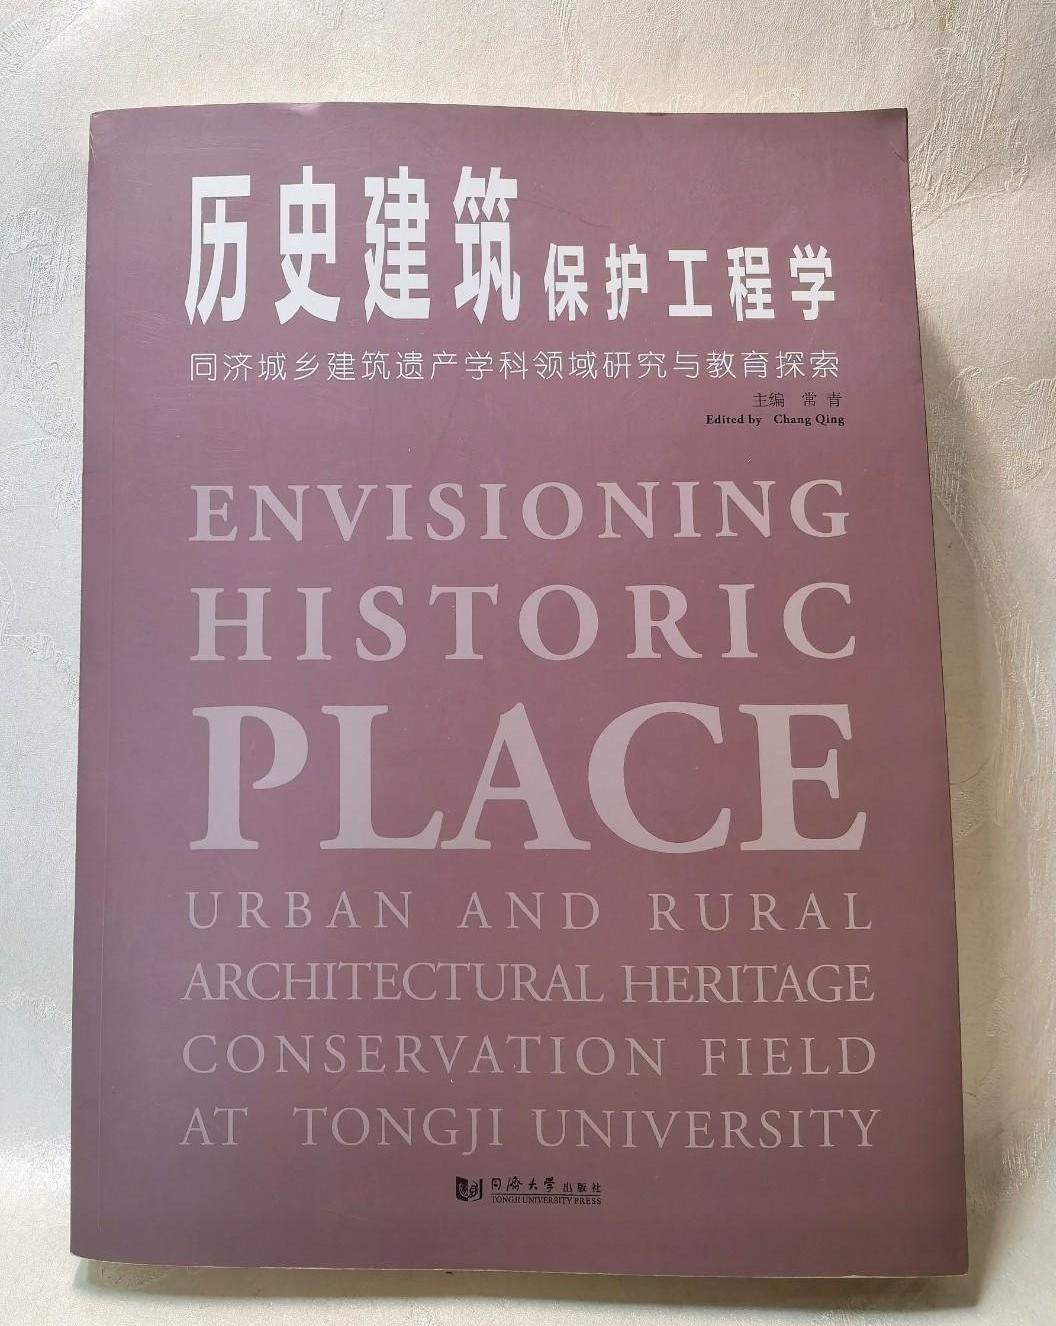 历史建筑保护工程学
同济城乡建筑遗产学科领域研究与教育探索
主编 常青
Edited by Chang Qing
ENVISIONING
HISTORIC
PLACE
URBAN AND RURAL
ARCHITECTURAL HERITAGE
CONSERVATION FIELD
AT TONGJI UNIVERSITY
同濟大学出版社
TONGJI UNIVERSITY PRESS